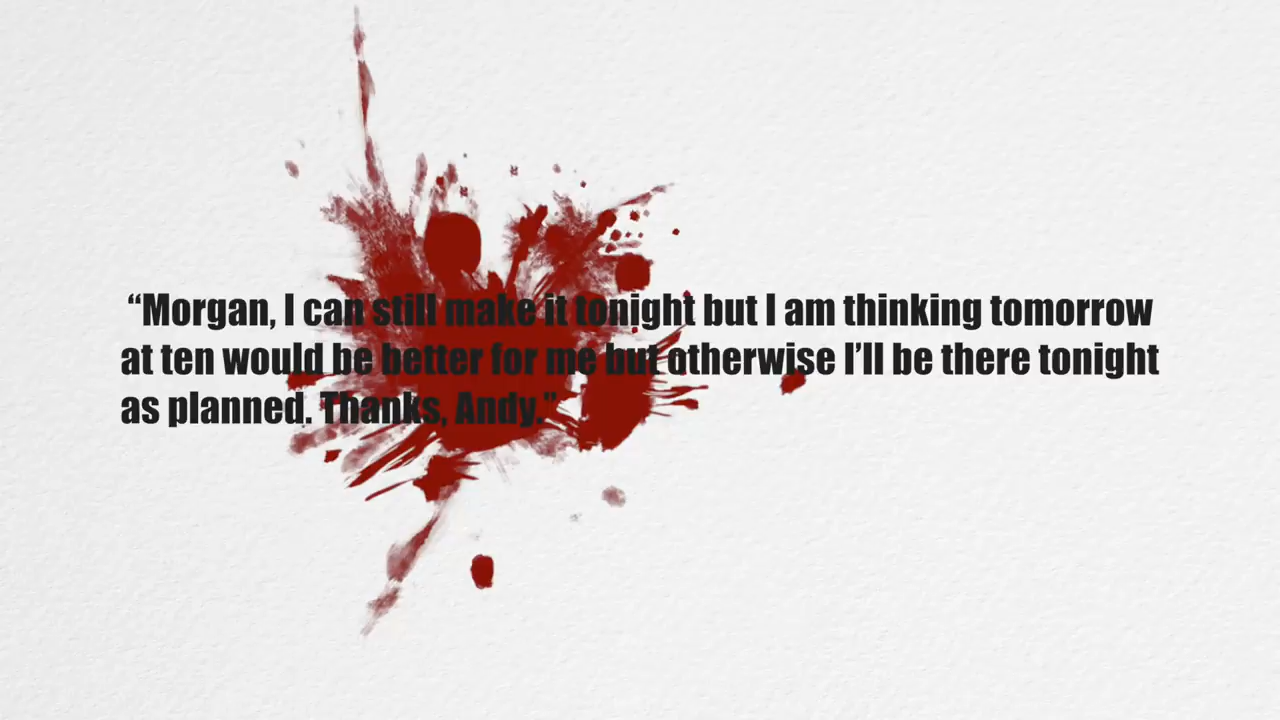 “Morgan, I can still make it tonight but I am thinking tomorrow
at ten would be better for me but otherwise I’ll be there tonight
as planned. Thanks, Andy.”